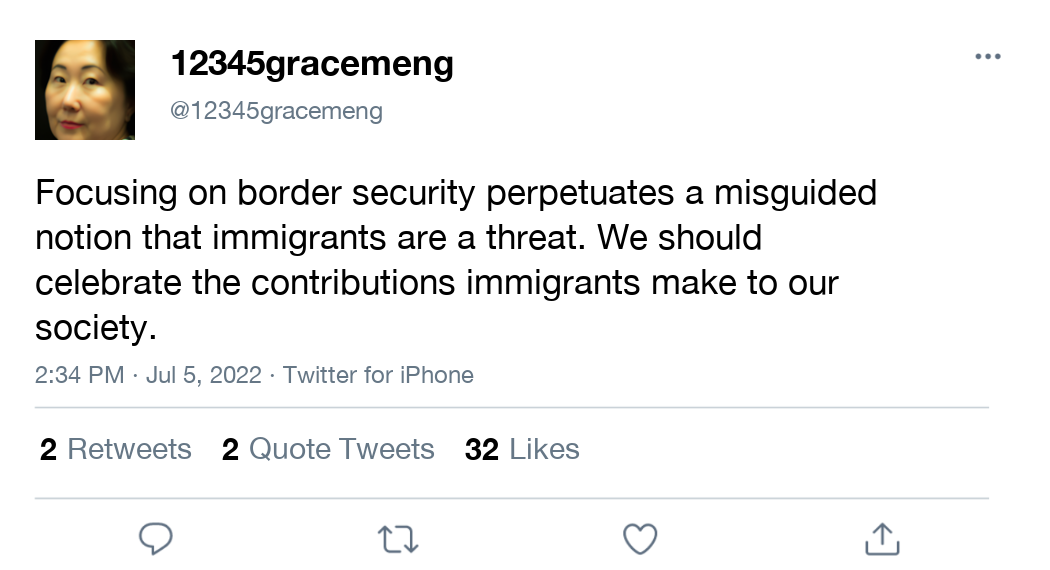 12345gracemeng
@12345gracemeng
Focusing on border security perpetuates a misguided
notion that immigrants are a threat. We should
celebrate the contributions immigrants make to our
society.
2:34 PM · Jul 5, 2022 · Twitter for iPhone
2 Retweets 2 Quote Tweets 32 Likes